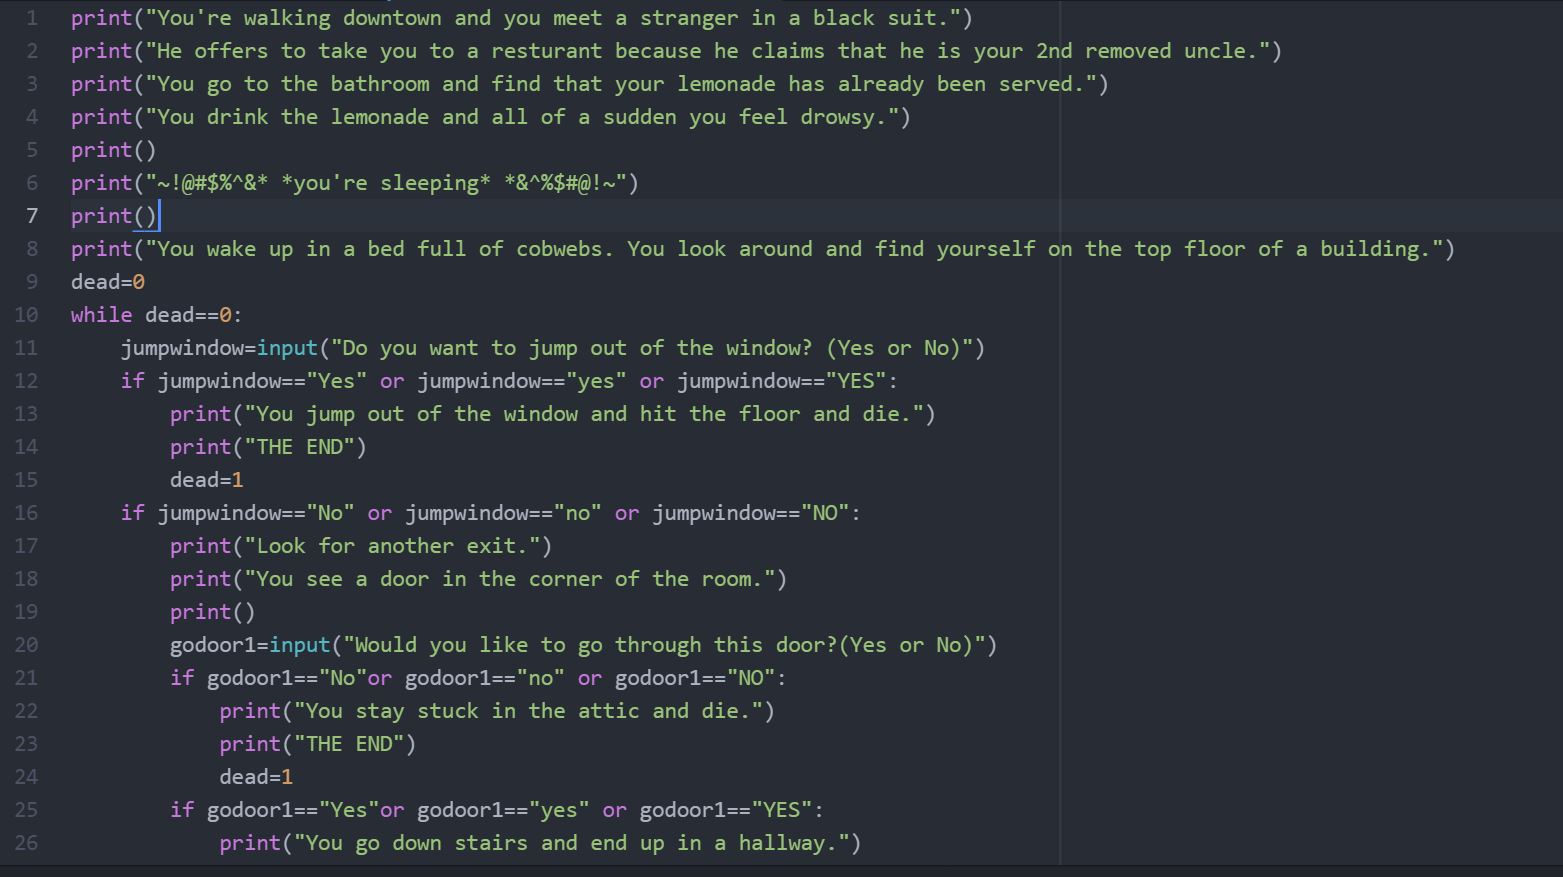 1 print("You're walking downtown and you meet a stranger in a black suit.")
2 print("He offers to take you to a resturant because he claims that he is your 2nd removed uncle.")
3 print("You go to the bathroom and find that your lemonade has already been served.")
4 print("You drink the lemonade and all of a sudden you feel drowsy.")
5 print()
6 print("~!@#$%^&* *you're sleeping* *&^%$#@!~")
7 print()
8 print("You wake up in a bed full of cobwebs. You look around and find yourself on the top floor of a building.")
9 dead=0
10 while dead==0:
11     jumpwindow=input("Do you want to jump out of the window? (Yes or No)")
12     if jumpwindow=="Yes" or jumpwindow=="yes" or jumpwindow=="YES":
13         print("You jump out of the window and hit the floor and die.")
14         print("THE END")
15         dead=1
16     if jumpwindow=="No" or jumpwindow=="no" or jumpwindow=="NO":
17         print("Look for another exit.")
18         print("You see a door in the corner of the room.")
19         print()
20         godoor1=input("Would you like to go through this door?(Yes or No)")
21         if godoor1=="No"or godoor1=="no" or godoor1=="NO":
22             print("You stay stuck in the attic and die.")
23             print("THE END")
24             dead=1
25         if godoor1=="Yes"or godoor1=="yes" or godoor1=="YES":
26             print("You go down stairs and end up in a hallway.")